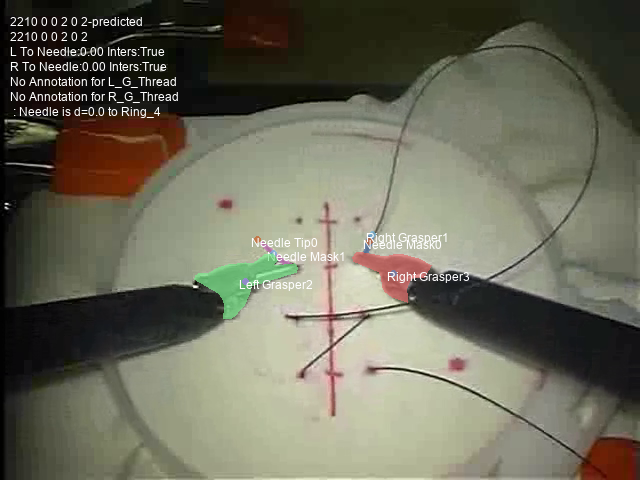 2210 0 0 2 0 2-predicted
2210 0 0 2 0 2
L To Needle:0.00 Inters:True
R To Needle:0.00 Inters:True
No Annotation for L_G_Thread
No Annotation for R_G_Thread
: Needle is d=0.0 to Ring_4
Right Grasper1
Needle Tip0
Needle Mask0
Needle Mask1
Right Grasper3
Left Grasper2